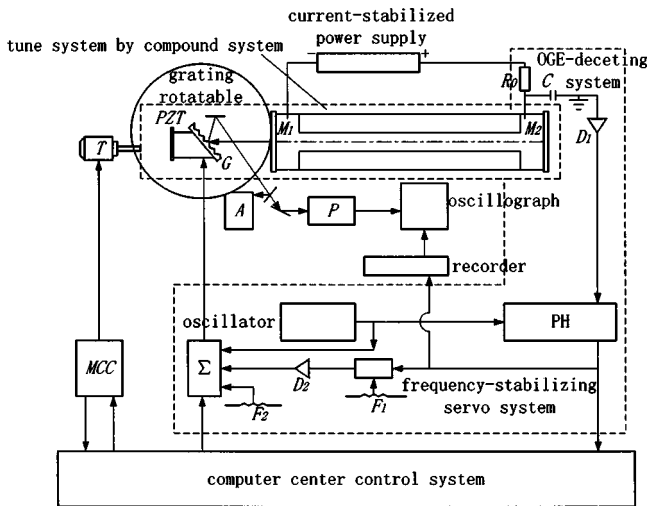 current-stabilized
power supply
−
+
tune system by compound system
OGE-deceting
system
grating
rotatable
R0
C
PZT
M1
M2
D1
T
G
A
P
oscillograph
recorder
oscillator
PH
MCC
Σ
D2
F1
F2
frequency-stabilizing
servo system
computer center control system